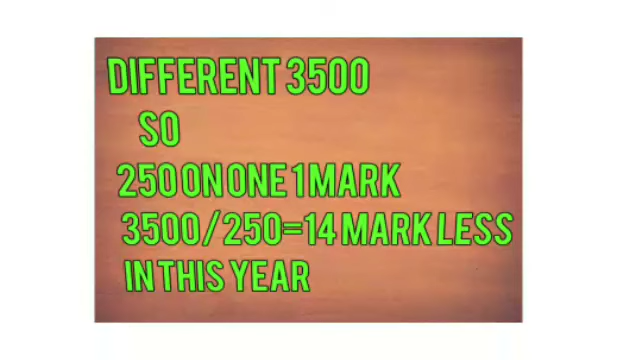 DIFFERENT 3500
SO
250 ON ONE 1 MARK
3500 / 250=14 MARK LESS
IN THIS YEAR